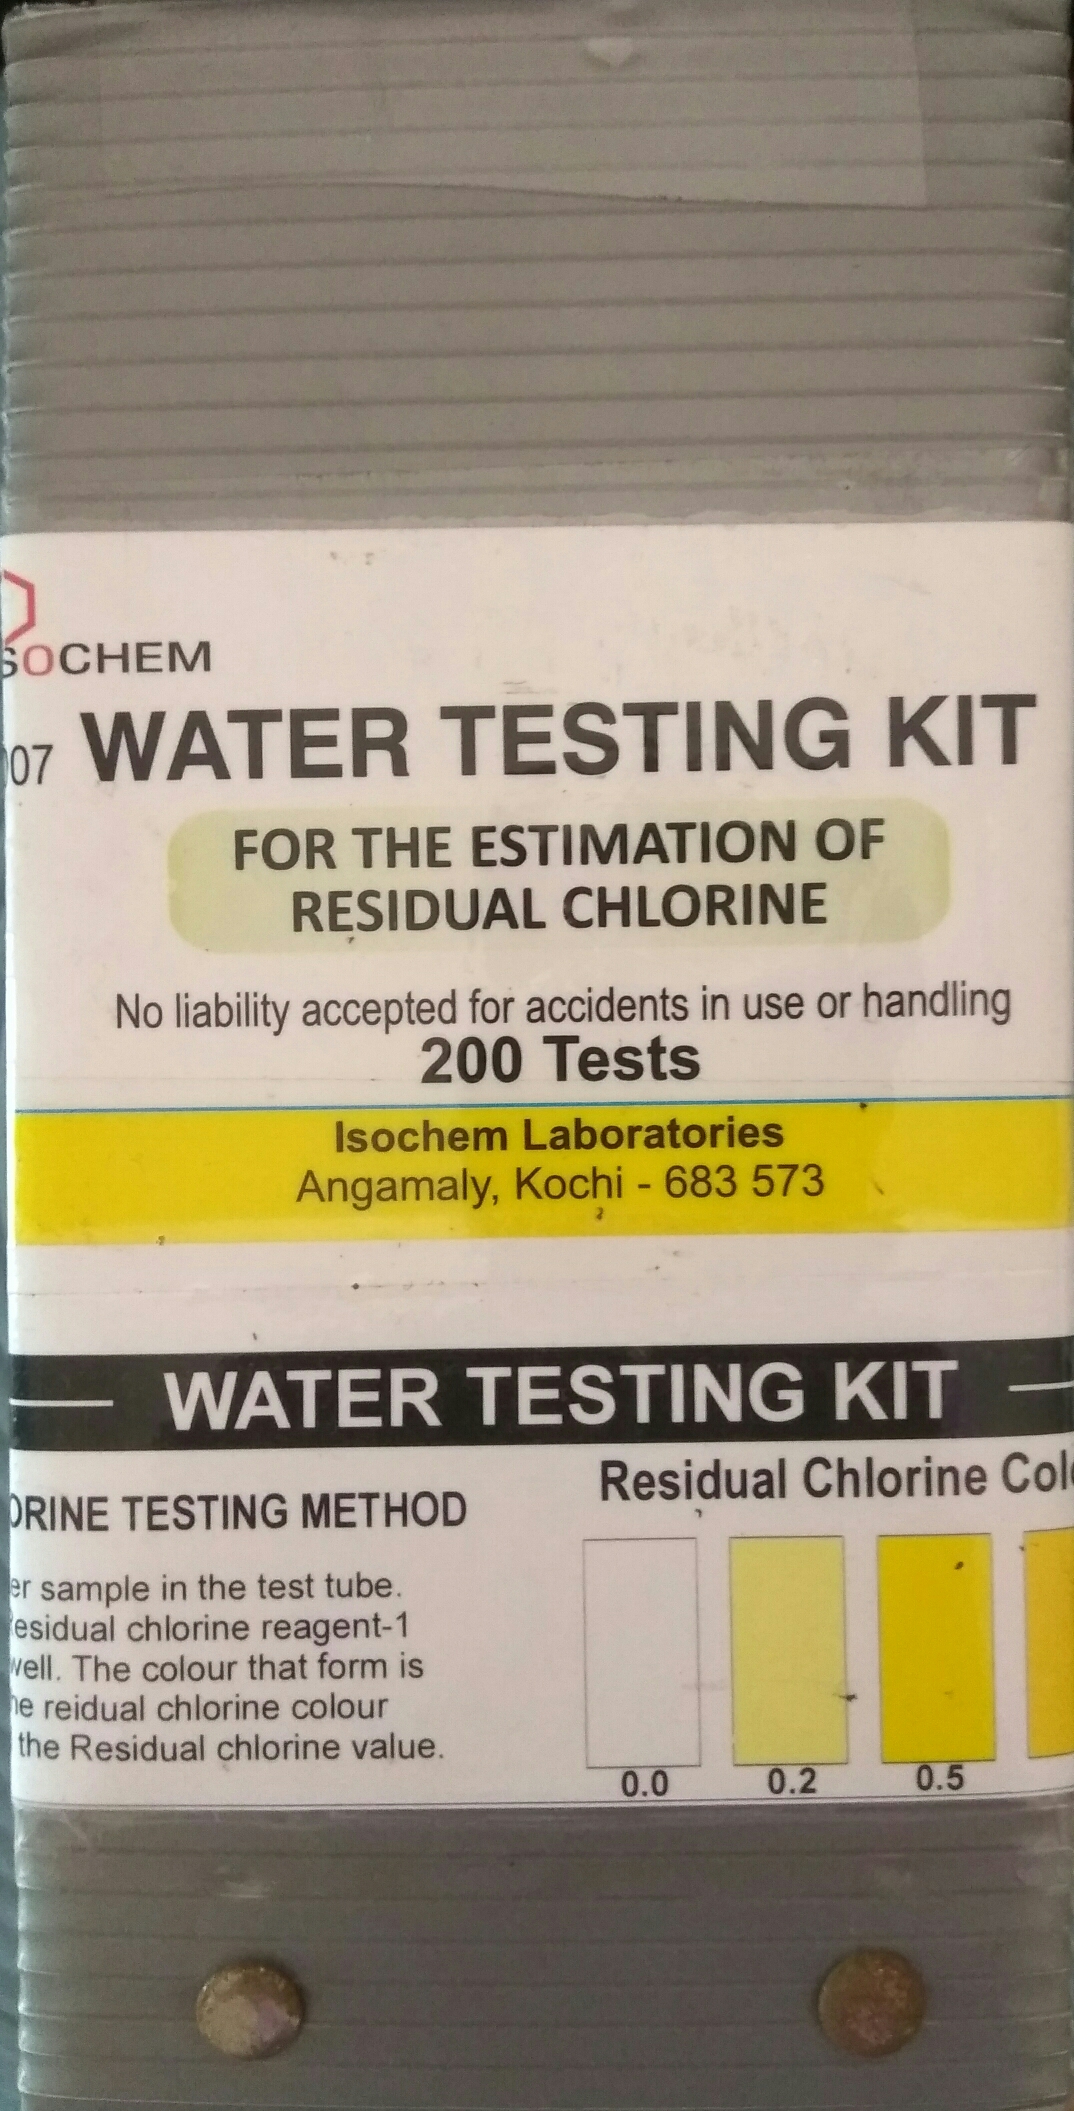 SOCHEM
07 WATER TESTING KIT
FOR THE ESTIMATION OF
RESIDUAL CHLORINE
No liability accepted for accidents in use or handling
200 Tests
Isochem Laboratories
Angamaly, Kochi - 683 573
WATER TESTING KIT
ORINE TESTING METHOD
er sample in the test tube.
esidual chlorine reagent-1
well. The colour that form is
he reidual chlorine colour
the Residual chlorine value.
Residual Chlorine Col
0.0 0.2 0.5